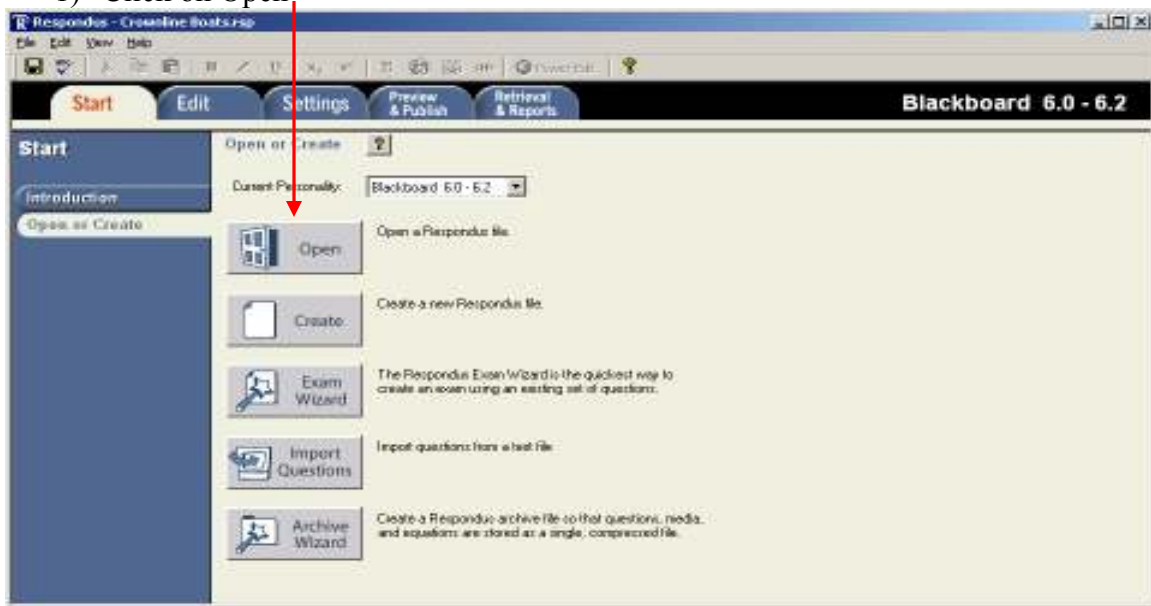 1) Click on Open
Respondus - Crownline Boats.rsp
File Edit View Help
Start Edit Settings Preview & Publish Retrieval & Reports Blackboard 6.0 - 6.2
Start
Open or Create ?
Current Personality: Blackboard 6.0 - 6.2
Introduction
Open or Create
Open
Open a Respondus file.
Create
Create a new Respondus file.
Exam
Wizard
The Respondus Exam Wizard is the quickest way to
create an exam using an existing set of questions.
Import
Questions
Import questions from a text file
Archive
Wizard
Create a Respondus archive file so that questions, media,
and equations are stored as a single, compressed file.